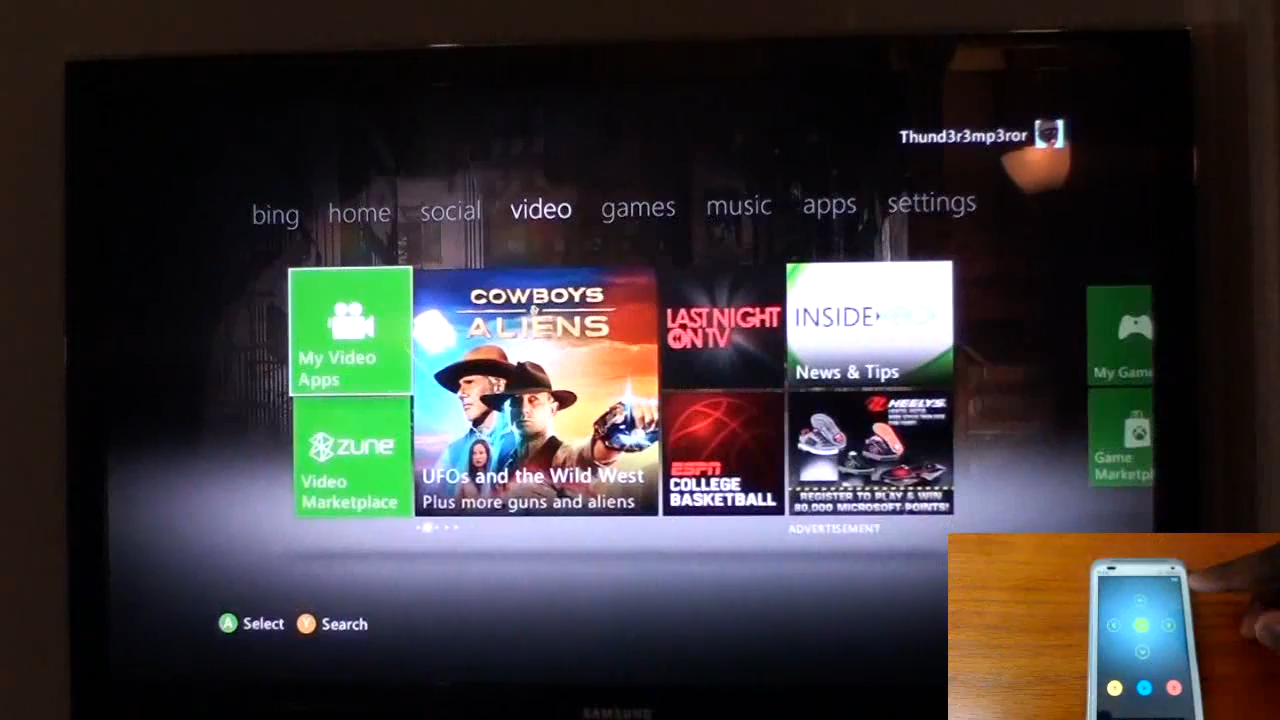 Thund3r3mp3ror
bing home social video games music apps settings
My Video
Apps
COWBOYS
&
ALIENS
UFOs and the Wild West
Plus more guns and aliens
LAST NIGHT
ON TV
INSIDE XBOX
News & Tips
My Game
zune
Video
Marketplace
ESPN
COLLEGE
BASKETBALL
HEELYS
REGISTER TO PLAY & WIN
80,000 MICROSOFT POINTS!
ADVERTISEMENT
Game
Marketpl
A Select Y Search
SAMSUNG